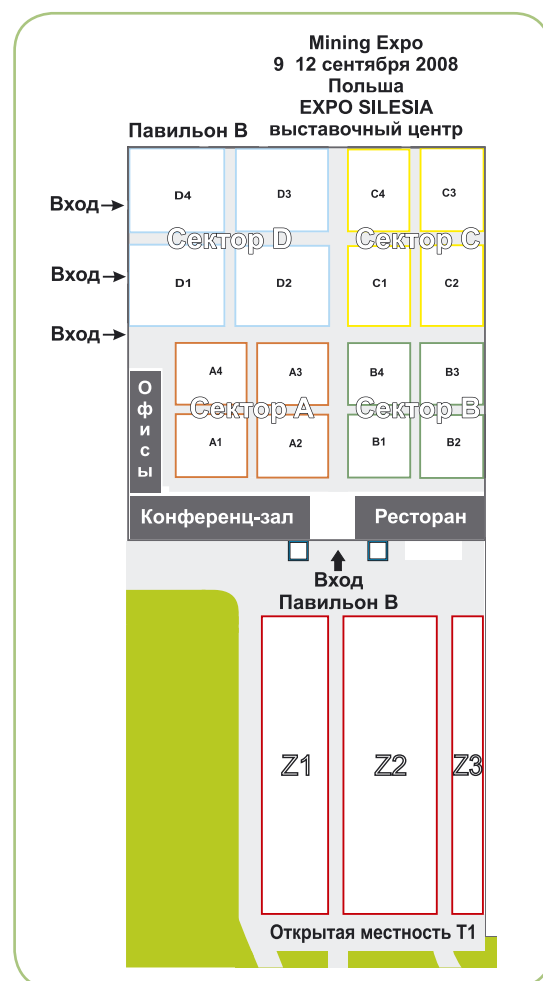 Mining Expo
9 12 сентября 2008
Польша
EXPO SILESIA
выставочный центр
Павильон В
D4
D3
C4
C3
Вход
Сектор D
Сектор С
Вход
D1
D2
C1
C2
Вход
A4
A3
B4
B3
Офисы
Сектор А
Сектор В
A1
A2
B1
B2
Конференц-зал
Ресторан
Вход
Павильон В
Z1
Z2
Z3
Открытая местность Т1